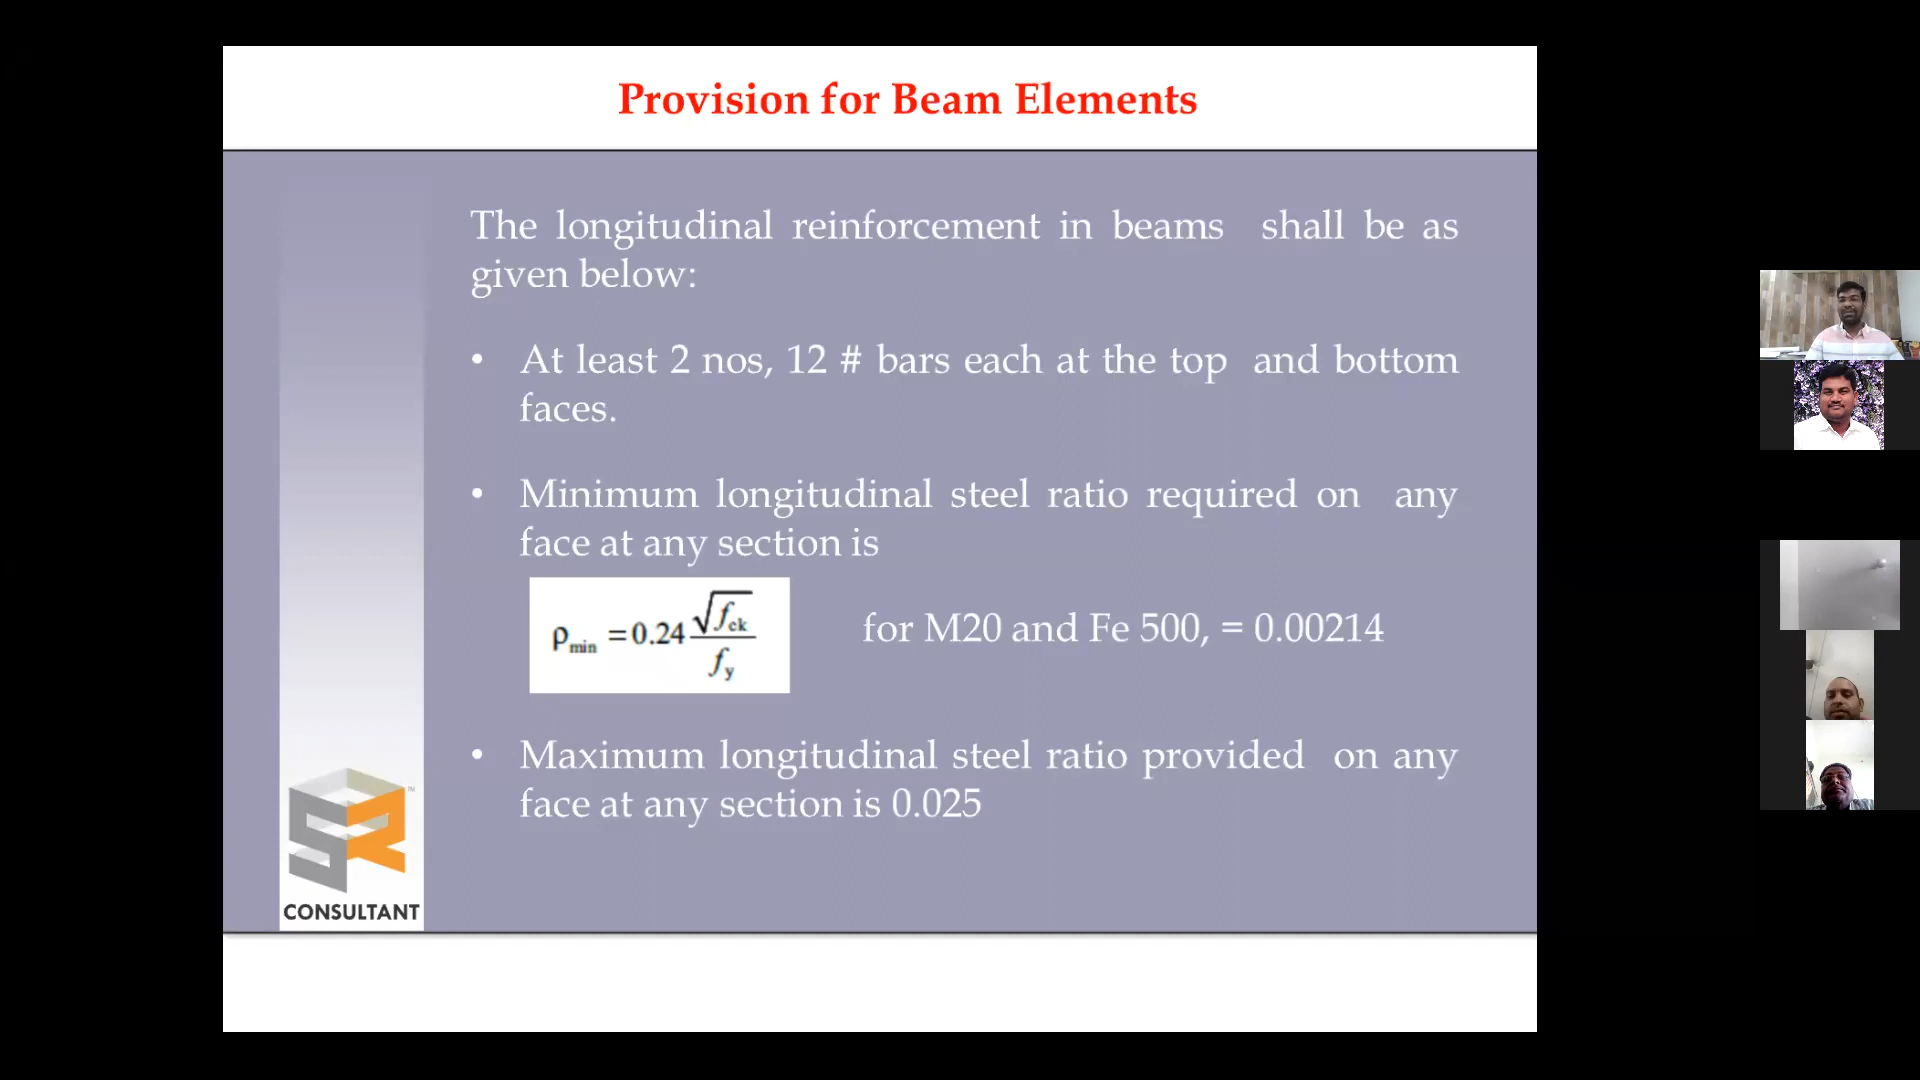 Provision for Beam Elements
The longitudinal reinforcement in beams shall be as
given below:
• At least 2 nos, 12 # bars each at the top and bottom
faces.
• Minimum longitudinal steel ratio required on any
face at any section is
ρmin = 0.24 √fck / fy
for M20 and Fe 500, = 0.00214
• Maximum longitudinal steel ratio provided on any
face at any section is 0.025
SR
TM
CONSULTANT